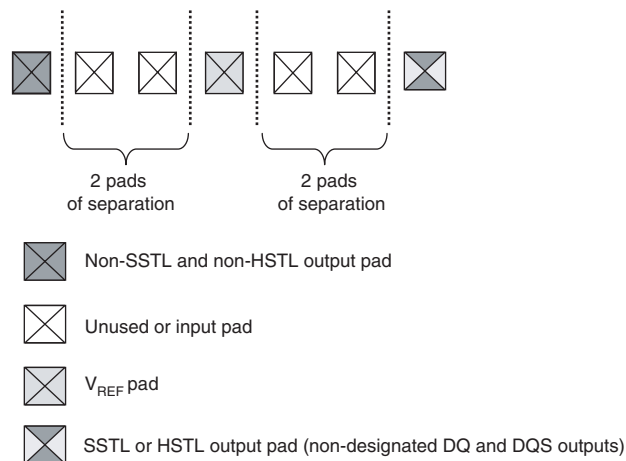 2 pads
of separation
2 pads
of separation
Non-SSTL and non-HSTL output pad
Unused or input pad
VREF pad
SSTL or HSTL output pad (non-designated DQ and DQS outputs)